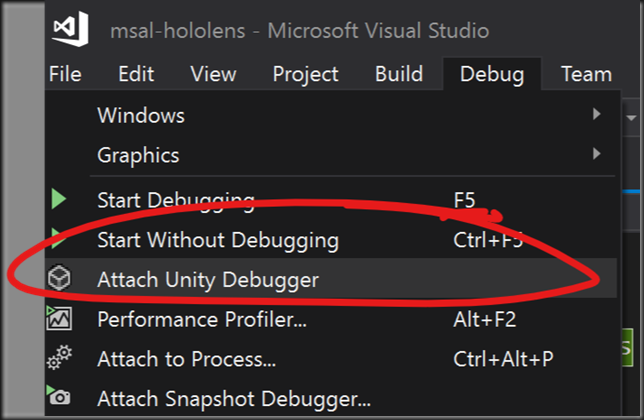 msal-hololens - Microsoft Visual Studio
File Edit View Project Build Debug Team
Windows
Graphics
Start Debugging F5
Start Without Debugging Ctrl+F5
Attach Unity Debugger
Performance Profiler... Alt+F2
Attach to Process... Ctrl+Alt+P
Attach Snapshot Debugger...